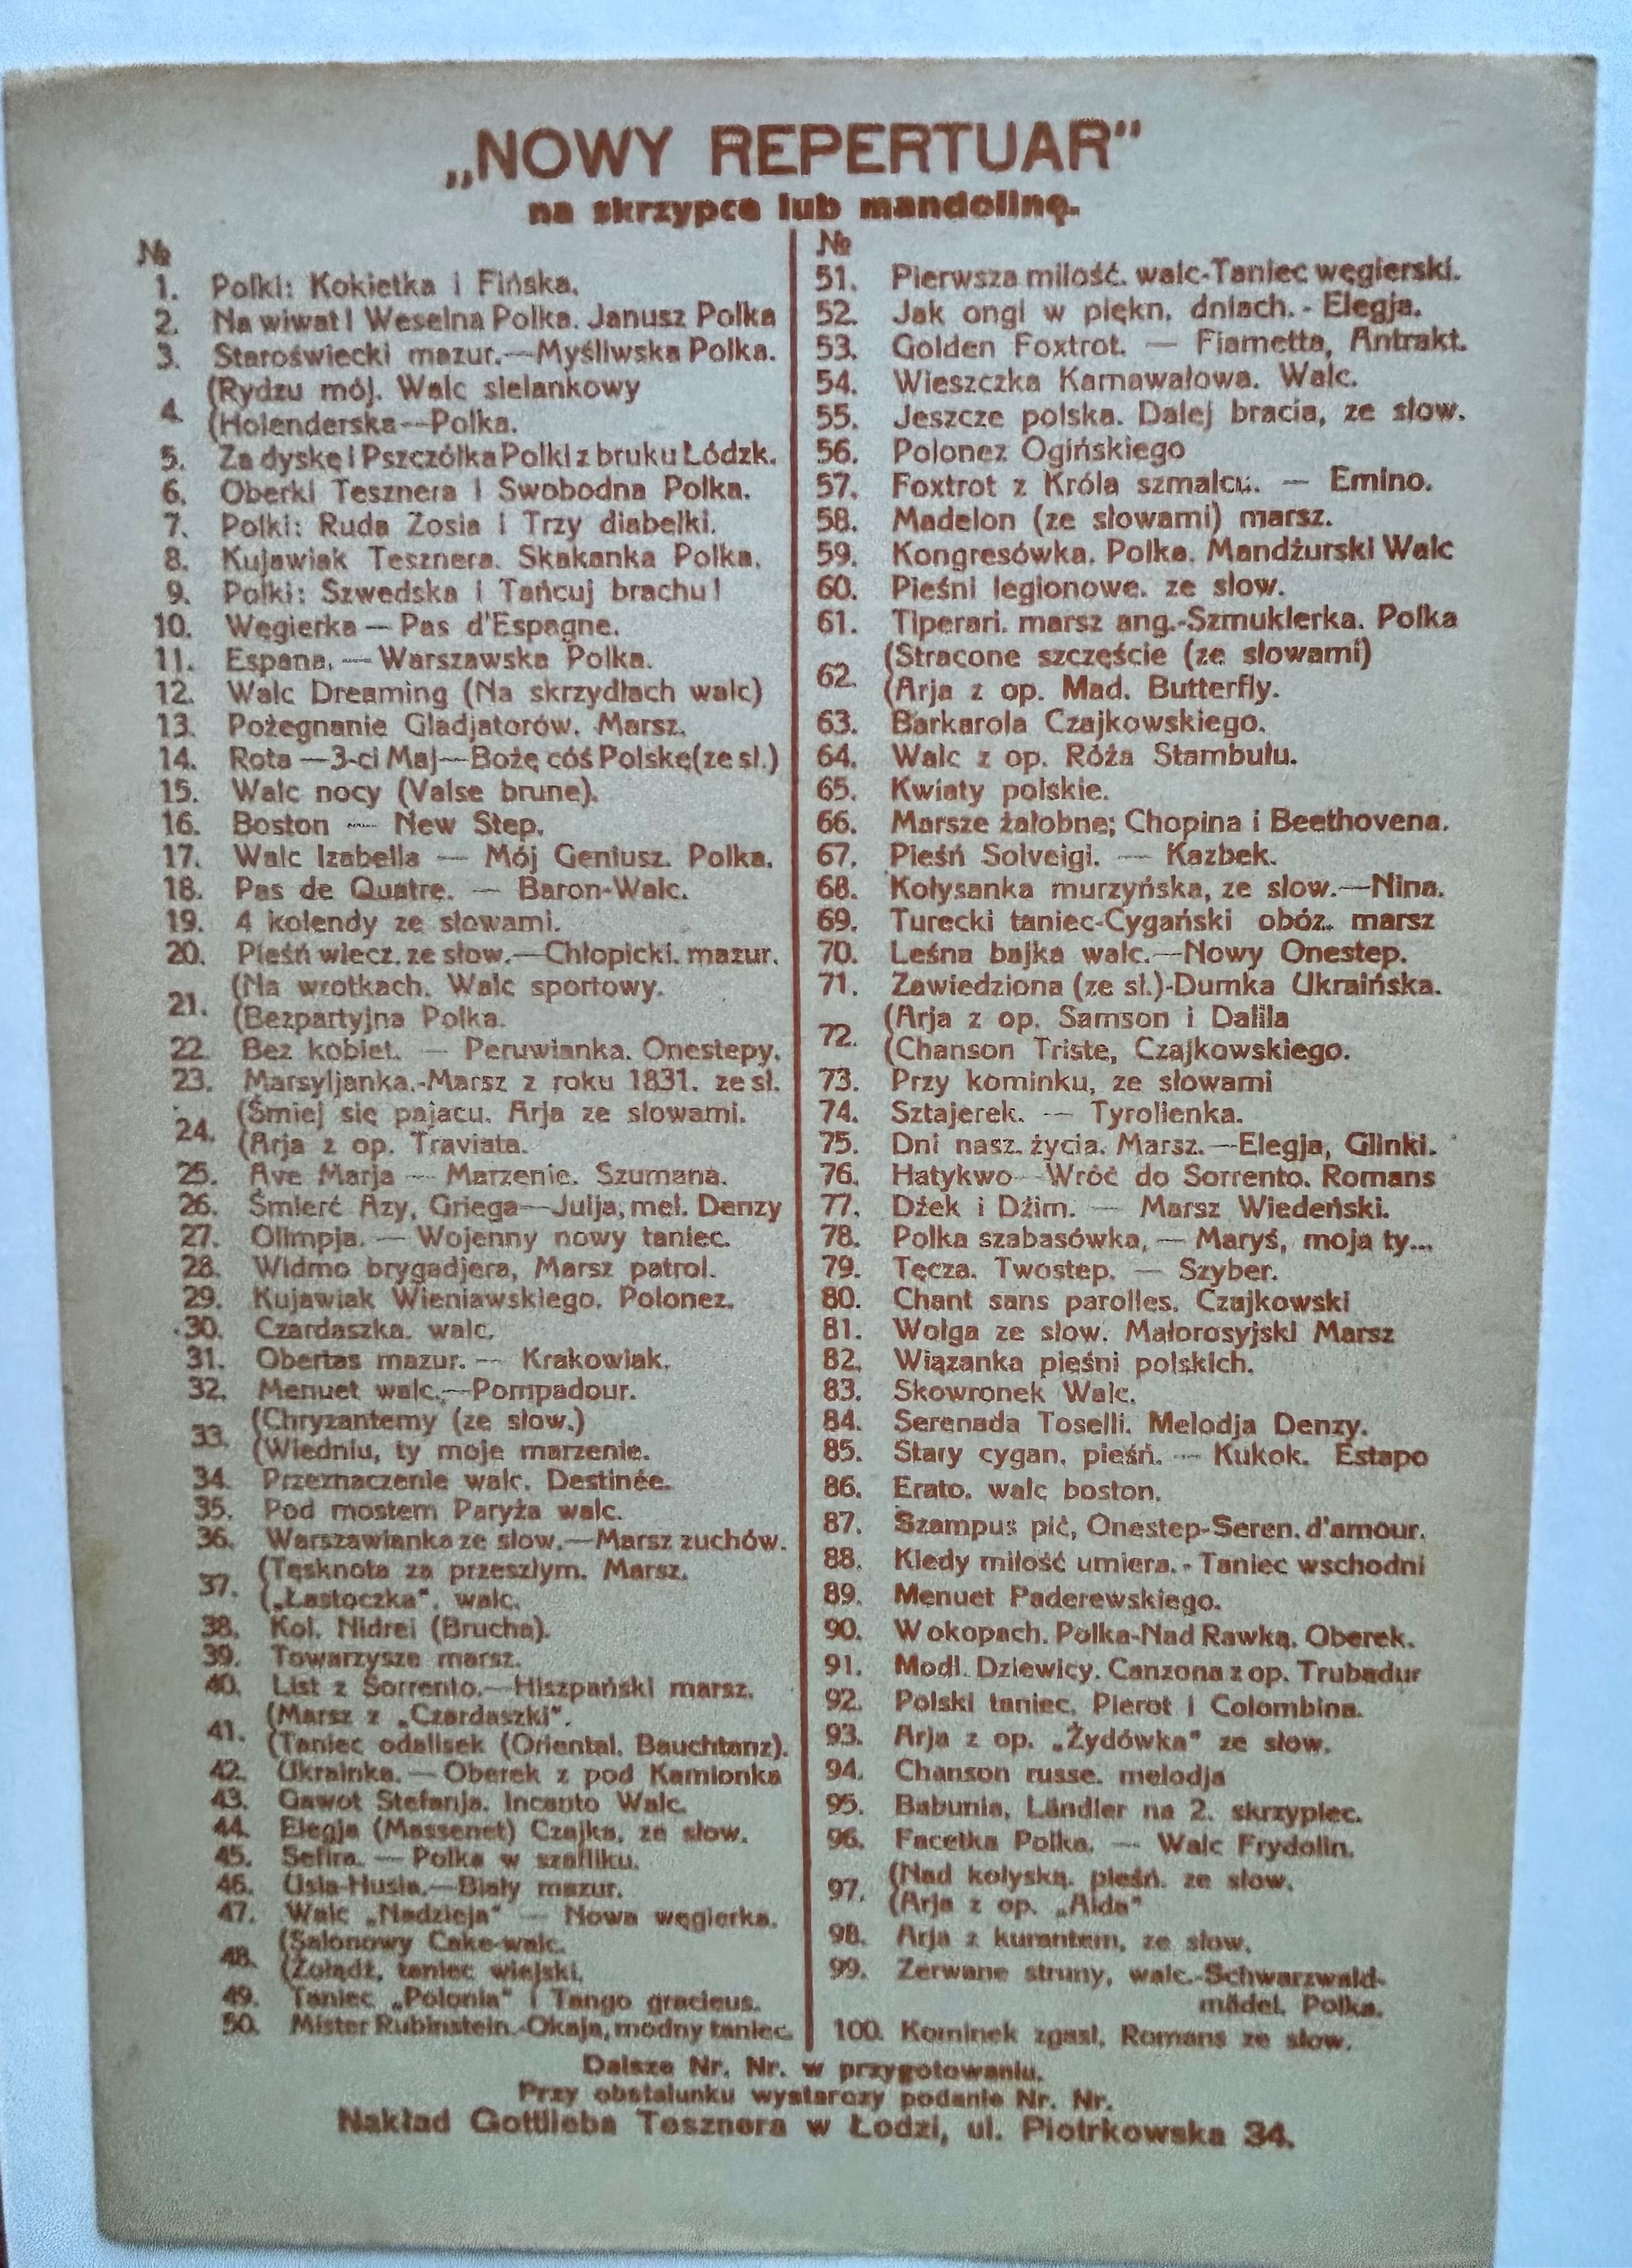 „NOWY REPERTUAR"
na skrzypce lub mandolinę.
№
1. Polki: Kokietka i Fińska.
2. Na wiwat! Weselna Polka. Janusz Polka
3. Staroświecki mazur.—Myśliwska Polka.
4. (Rydzu mój. Walc sielankowy
(Holenderska—Polka.
5. Za dyskę i Pszczółka Polki z bruku Łódzk.
6. Oberki Tesznera i Swobodna Polka.
7. Polki: Ruda Zosia i Trzy diabełki.
8. Kujawiak Tesznera. Skakanka Polka.
9. Polki: Szwedska i Tańcuj brachu!
10. Węgierka — Pas d'Espagne.
11. Espana. — Warszawska Polka.
12. Walc Dreaming (Na skrzydłach walc)
13. Pożegnanie Gladjatorów. Marsz.
14. Rota — 3-ci Maj—Bożę cóś Polskę(ze sł.)
15. Walc nocy (Valse brune).
16. Boston — New Step.
17. Walc Izabella — Mój Geniusz. Polka.
18. Pas de Quatre. — Baron-Walc.
19. 4 kolendy ze słowami.
20. Pieśń wiecz. ze słow.—Chłopicki. mazur.
21. (Na wrotkach. Walc sportowy.
(Bezpartyjna Polka.
22. Bez kobiet. — Peruwianka. Onestepy.
23. Marsyljanka.-Marsz z roku 1831. ze sł.
24. (Śmiej się pajacu. Arja ze słowami.
(Arja z op. Traviata.
25. Ave Marja — Marzenie. Szumana.
26. Śmierć Azy, Griega—Julja, mel. Denzy
27. Olimpja. — Wojenny nowy taniec.
28. Widmo brygadjera, Marsz patrol.
29. Kujawiak Wieniawskiego. Polonez.
30. Czardaszka. walc.
31. Obertas mazur. — Krakowiak.
32. Menuet walc.—Pompadour.
33. (Chryzantemy (ze słow.)
(Wiedniu, ty moje marzenie.
34. Przeznaczenie walc. Destinée.
35. Pod mostem Paryża walc.
36. Warszawianka ze słow.—Marsz zuchów.
37. (Tęsknota za przeszłym. Marsz.
(„Łastoczka". walc.
38. Kol. Nidrei (Brucha).
39. Towarzysze marsz.
40. List z Sorrento.—Hiszpański marsz.
41. (Marsz z „Czardaszki".
(Taniec odalisek (Oriental. Bauchtanz).
42. Ukrainka. — Oberek z pod Kamionka
43. Gawot Stefanja. Incanto Walc.
44. Elegja (Massenet) Czajka, ze słow.
45. Sefira. — Polka w szafliku.
46. Usia-Husia.—Biały mazur.
47. Walc „Nadzieja" — Nowa węgierka.
48. (Salonowy Cake-walc.
(Żołądź, taniec wiejski.
49. Taniec „Polonia" i Tango gracieus.
50. Mister Rubinstein.-Okaja, modny taniec.
№
51. Pierwsza miłość. walc-Taniec węgierski.
52. Jak ongi w piękn. dniach. - Elegja.
53. Golden Foxtrot. — Fiametta, Antrakt.
54. Wieszczka Karnawałowa. Walc.
55. Jeszcze polska. Dalej bracia, ze słow.
56. Polonez Ogińskiego
57. Foxtrot z Króla szmalcu. — Emino.
58. Madelon (ze słowami) marsz.
59. Kongresówka. Polka. Mandżurski Walc
60. Pieśni legionowe. ze słow.
61. Tiperari. marsz ang.-Szmuklerka. Polka
62. (Stracone szczęście (ze słowami)
(Arja z op. Mad. Butterfly.
63. Barkarola Czajkowskiego.
64. Walc z op. Róża Stambułu.
65. Kwiaty polskie.
66. Marsze żałobne; Chopina i Beethovena.
67. Pieśń Solveigi. — Kazbek.
68. Kołysanka murzyńska, ze słow.—Nina.
69. Turecki taniec-Cygański obóz. marsz
70. Leśna bajka walc.—Nowy Onestep.
71. Zawiedziona (ze sł.)-Dumka Ukraińska.
72. (Arja z op. Samson i Dalila
(Chanson Triste, Czajkowskiego.
73. Przy kominku, ze słowami
74. Sztajerek. — Tyrolienka.
75. Dni nasz. życia. Marsz.—Elegja, Glinki.
76. Hatykwo—Wróć do Sorrento. Romans
77. Dżek i Dżim. — Marsz Wiedeński.
78. Polka szabasówka, — Maryś, moja ty...
79. Tęcza. Twostep. — Szyber.
80. Chant sans parolles. Czajkowski
81. Wołga ze słow. Małorosyjski Marsz
82. Wiązanka pieśni polskich.
83. Skowronek Walc.
84. Serenada Toselli. Melodja Denzy.
85. Stary cygan. pieśń. — Kukok. Estapo
86. Erato. walc boston.
87. Szampus pić, Onestep-Seren. d'amour.
88. Kiedy miłość umiera. - Taniec wschodni
89. Menuet Paderewskiego.
90. W okopach. Polka-Nad Rawką. Oberek.
91. Modl. Dziewicy. Canzona z op. Trubadur
92. Polski taniec, Pierot i Colombina.
93. Arja z op. „Żydówka" ze słow.
94. Chanson russe. melodja
95. Babunia, Ländler na 2. skrzypiec.
96. Facetka Polka. — Walc Frydolin.
97. (Nad kołyską. pieśń. ze słow.
(Arja z op. „Aida"
98. Arja z kurantem, ze słow.
99. Zerwane struny, walc.-Schwarzwald-
mädel. Polka.
100. Kominek zgasł. Romans ze słow.
Dalsze Nr. Nr. w przygotowaniu.
Przy obstalunku wystarczy podanie Nr. Nr.
Nakład Gottlieba Tesznera w Łodzi, ul. Piotrkowska 34.